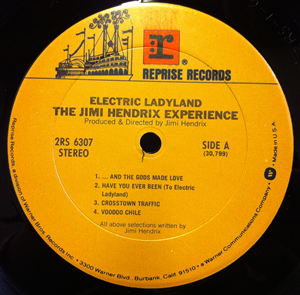 r
®
REPRISE RECORDS
ELECTRIC LADYLAND
THE JIMI HENDRIX EXPERIENCE
Produced & Directed by Jimi Hendrix
2RS 6307
STEREO
SIDE A
(30,799)
1. ... AND THE GODS MADE LOVE
2. HAVE YOU EVER BEEN (To Electric
Ladyland)
3. CROSSTOWN TRAFFIC
4. VOODOO CHILE
All above selections written by
Jimi Hendrix
Reprise Records, a division of Warner Bros. Records Inc. • 3300 Warner Blvd., Burbank, Calif. 91510 • a Warner Communications Company • W • Made in U.S.A.